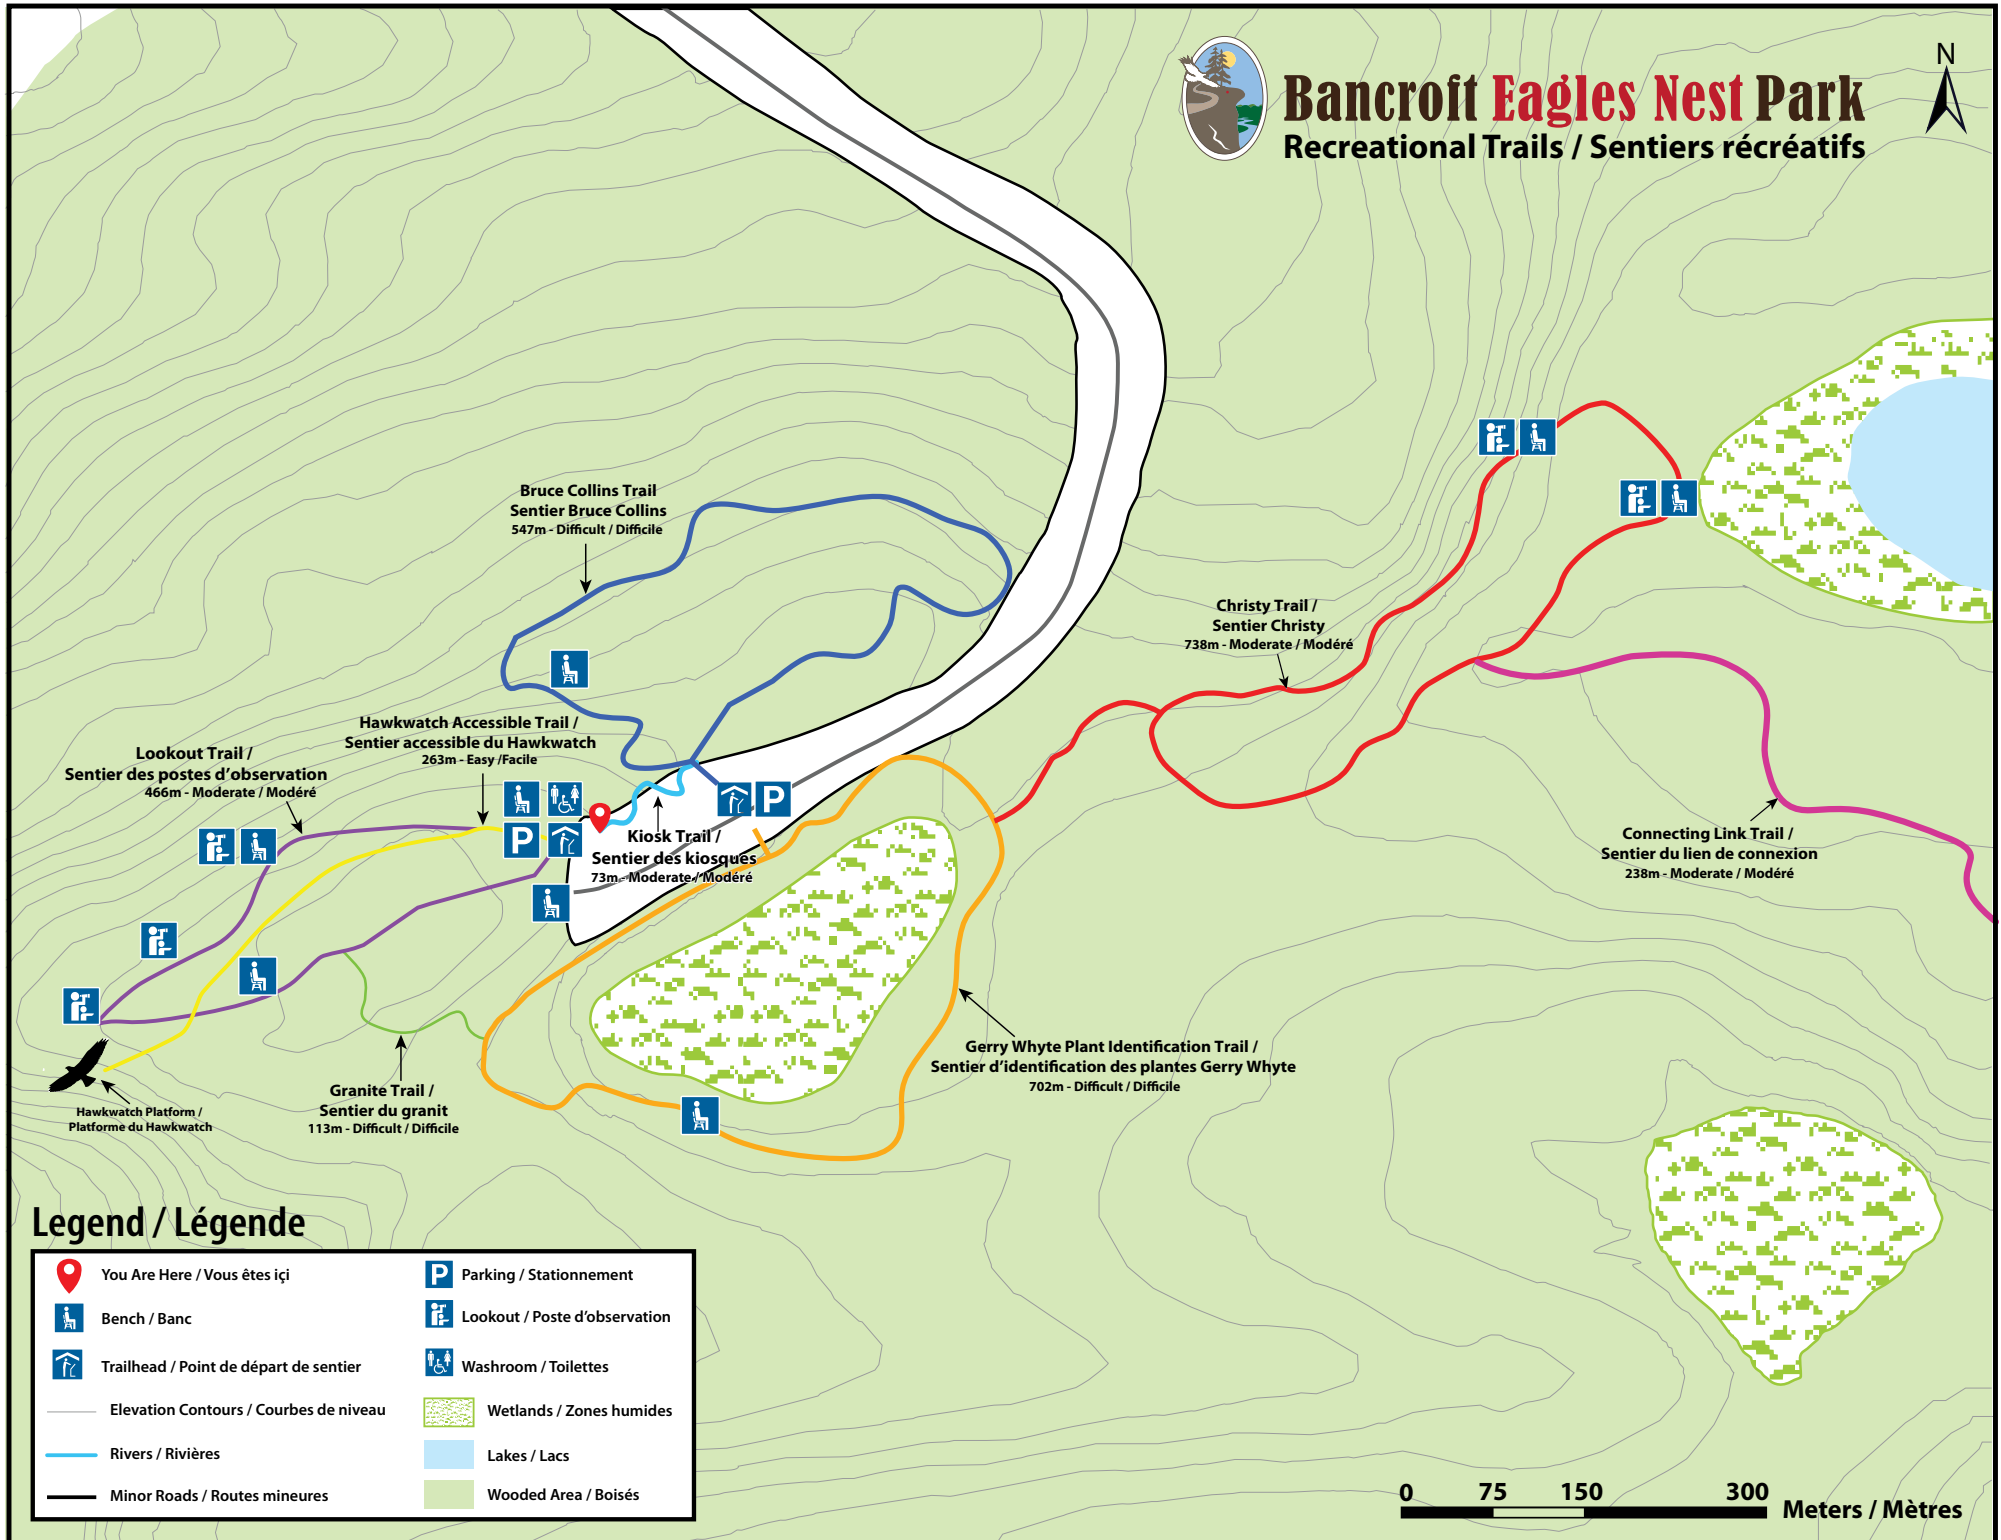 N
Bancroft Eagles Nest Park
Recreational Trails / Sentiers récréatifs
Bruce Collins Trail
Sentier Bruce Collins
547m - Difficult / Difficile
Christy Trail /
Sentier Christy
738m - Moderate / Modéré
Hawkwatch Accessible Trail /
Sentier accessible du Hawkwatch
263m - Easy /Facile
Lookout Trail /
Sentier des postes d'observation
466m - Moderate / Modéré
P
P
Kiosk Trail /
Sentier des kiosques
73m - Moderate / Modéré
Connecting Link Trail /
Sentier du lien de connexion
238m - Moderate / Modéré
Gerry Whyte Plant Identification Trail /
Sentier d'identification des plantes Gerry Whyte
702m - Difficult / Difficile
Granite Trail /
Sentier du granit
113m - Difficult / Difficile
Hawkwatch Platform /
Platforme du Hawkwatch
Legend / Légende
You Are Here / Vous êtes içi
Bench / Banc
Trailhead / Point de départ de sentier
Elevation Contours / Courbes de niveau
Rivers / Rivières
Minor Roads / Routes mineures
P Parking / Stationnement
Lookout / Poste d'observation
Washroom / Toilettes
Wetlands / Zones humides
Lakes / Lacs
Wooded Area / Boisés
0 75 150 300
Meters / Mètres